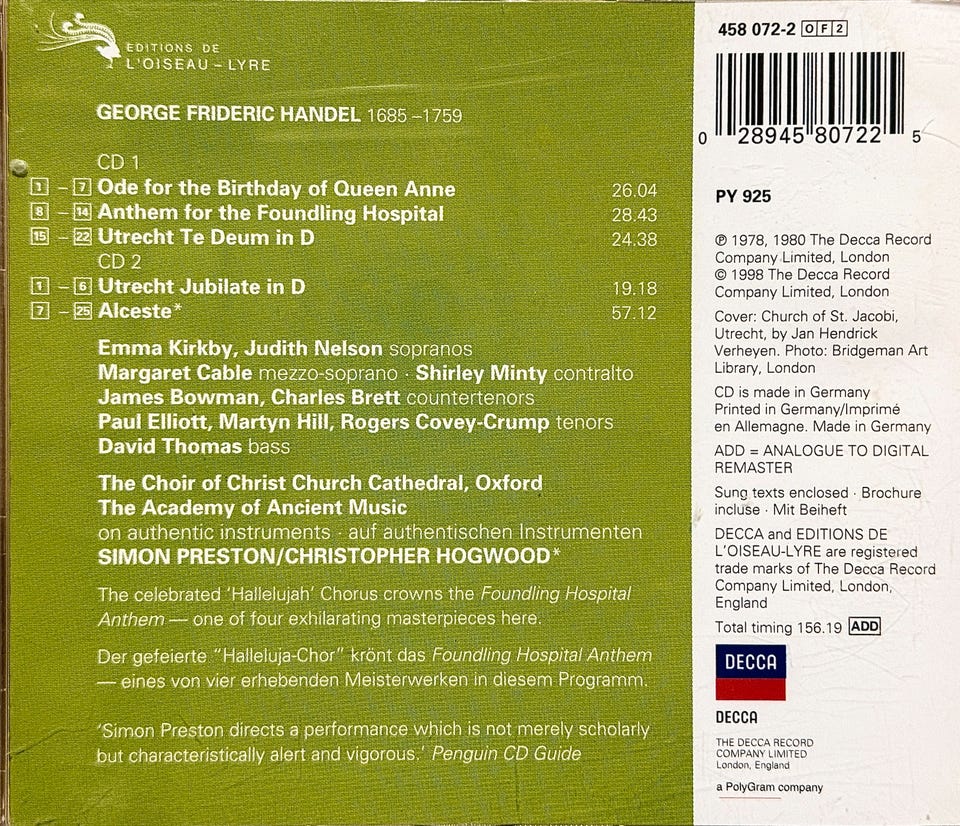 EDITIONS DE
L'OISEAU-LYRE
GEORGE FRIDERIC HANDEL 1685–1759
CD 1
1 – 7 Ode for the Birthday of Queen Anne 26.04
8 – 14 Anthem for the Foundling Hospital 28.43
15 – 22 Utrecht Te Deum in D 24.38
CD 2
1 – 6 Utrecht Jubilate in D 19.18
7 – 25 Alceste* 57.12
Emma Kirkby, Judith Nelson sopranos
Margaret Cable mezzo-soprano · Shirley Minty contralto
James Bowman, Charles Brett countertenors
Paul Elliott, Martyn Hill, Rogers Covey-Crump tenors
David Thomas bass
The Choir of Christ Church Cathedral, Oxford
The Academy of Ancient Music
on authentic instruments · auf authentischen Instrumenten
SIMON PRESTON/CHRISTOPHER HOGWOOD*
The celebrated 'Hallelujah' Chorus crowns the Foundling Hospital
Anthem — one of four exhilarating masterpieces here.
Der gefeierte "Halleluja-Chor" krönt das Foundling Hospital Anthem
— eines von vier erhebenden Meisterwerken in diesem Programm.
'Simon Preston directs a performance which is not merely scholarly
but characteristically alert and vigorous.' Penguin CD Guide
458 072-2 OF2
0 28945 80722 5
PY 925
℗ 1978, 1980 The Decca Record
Company Limited, London
© 1998 The Decca Record
Company Limited, London
Cover: Church of St. Jacobi,
Utrecht, by Jan Hendrick
Verheyen. Photo: Bridgeman Art
Library, London
CD is made in Germany
Printed in Germany/Imprimé
en Allemagne. Made in Germany
ADD = ANALOGUE TO DIGITAL
REMASTER
Sung texts enclosed · Brochure
incluse · Mit Beiheft
DECCA and EDITIONS DE
L'OISEAU-LYRE are registered
trade marks of The Decca Record
Company Limited, London,
England
Total timing 156.19 ADD
DECCA
DECCA
THE DECCA RECORD
COMPANY LIMITED
London, England
a PolyGram company